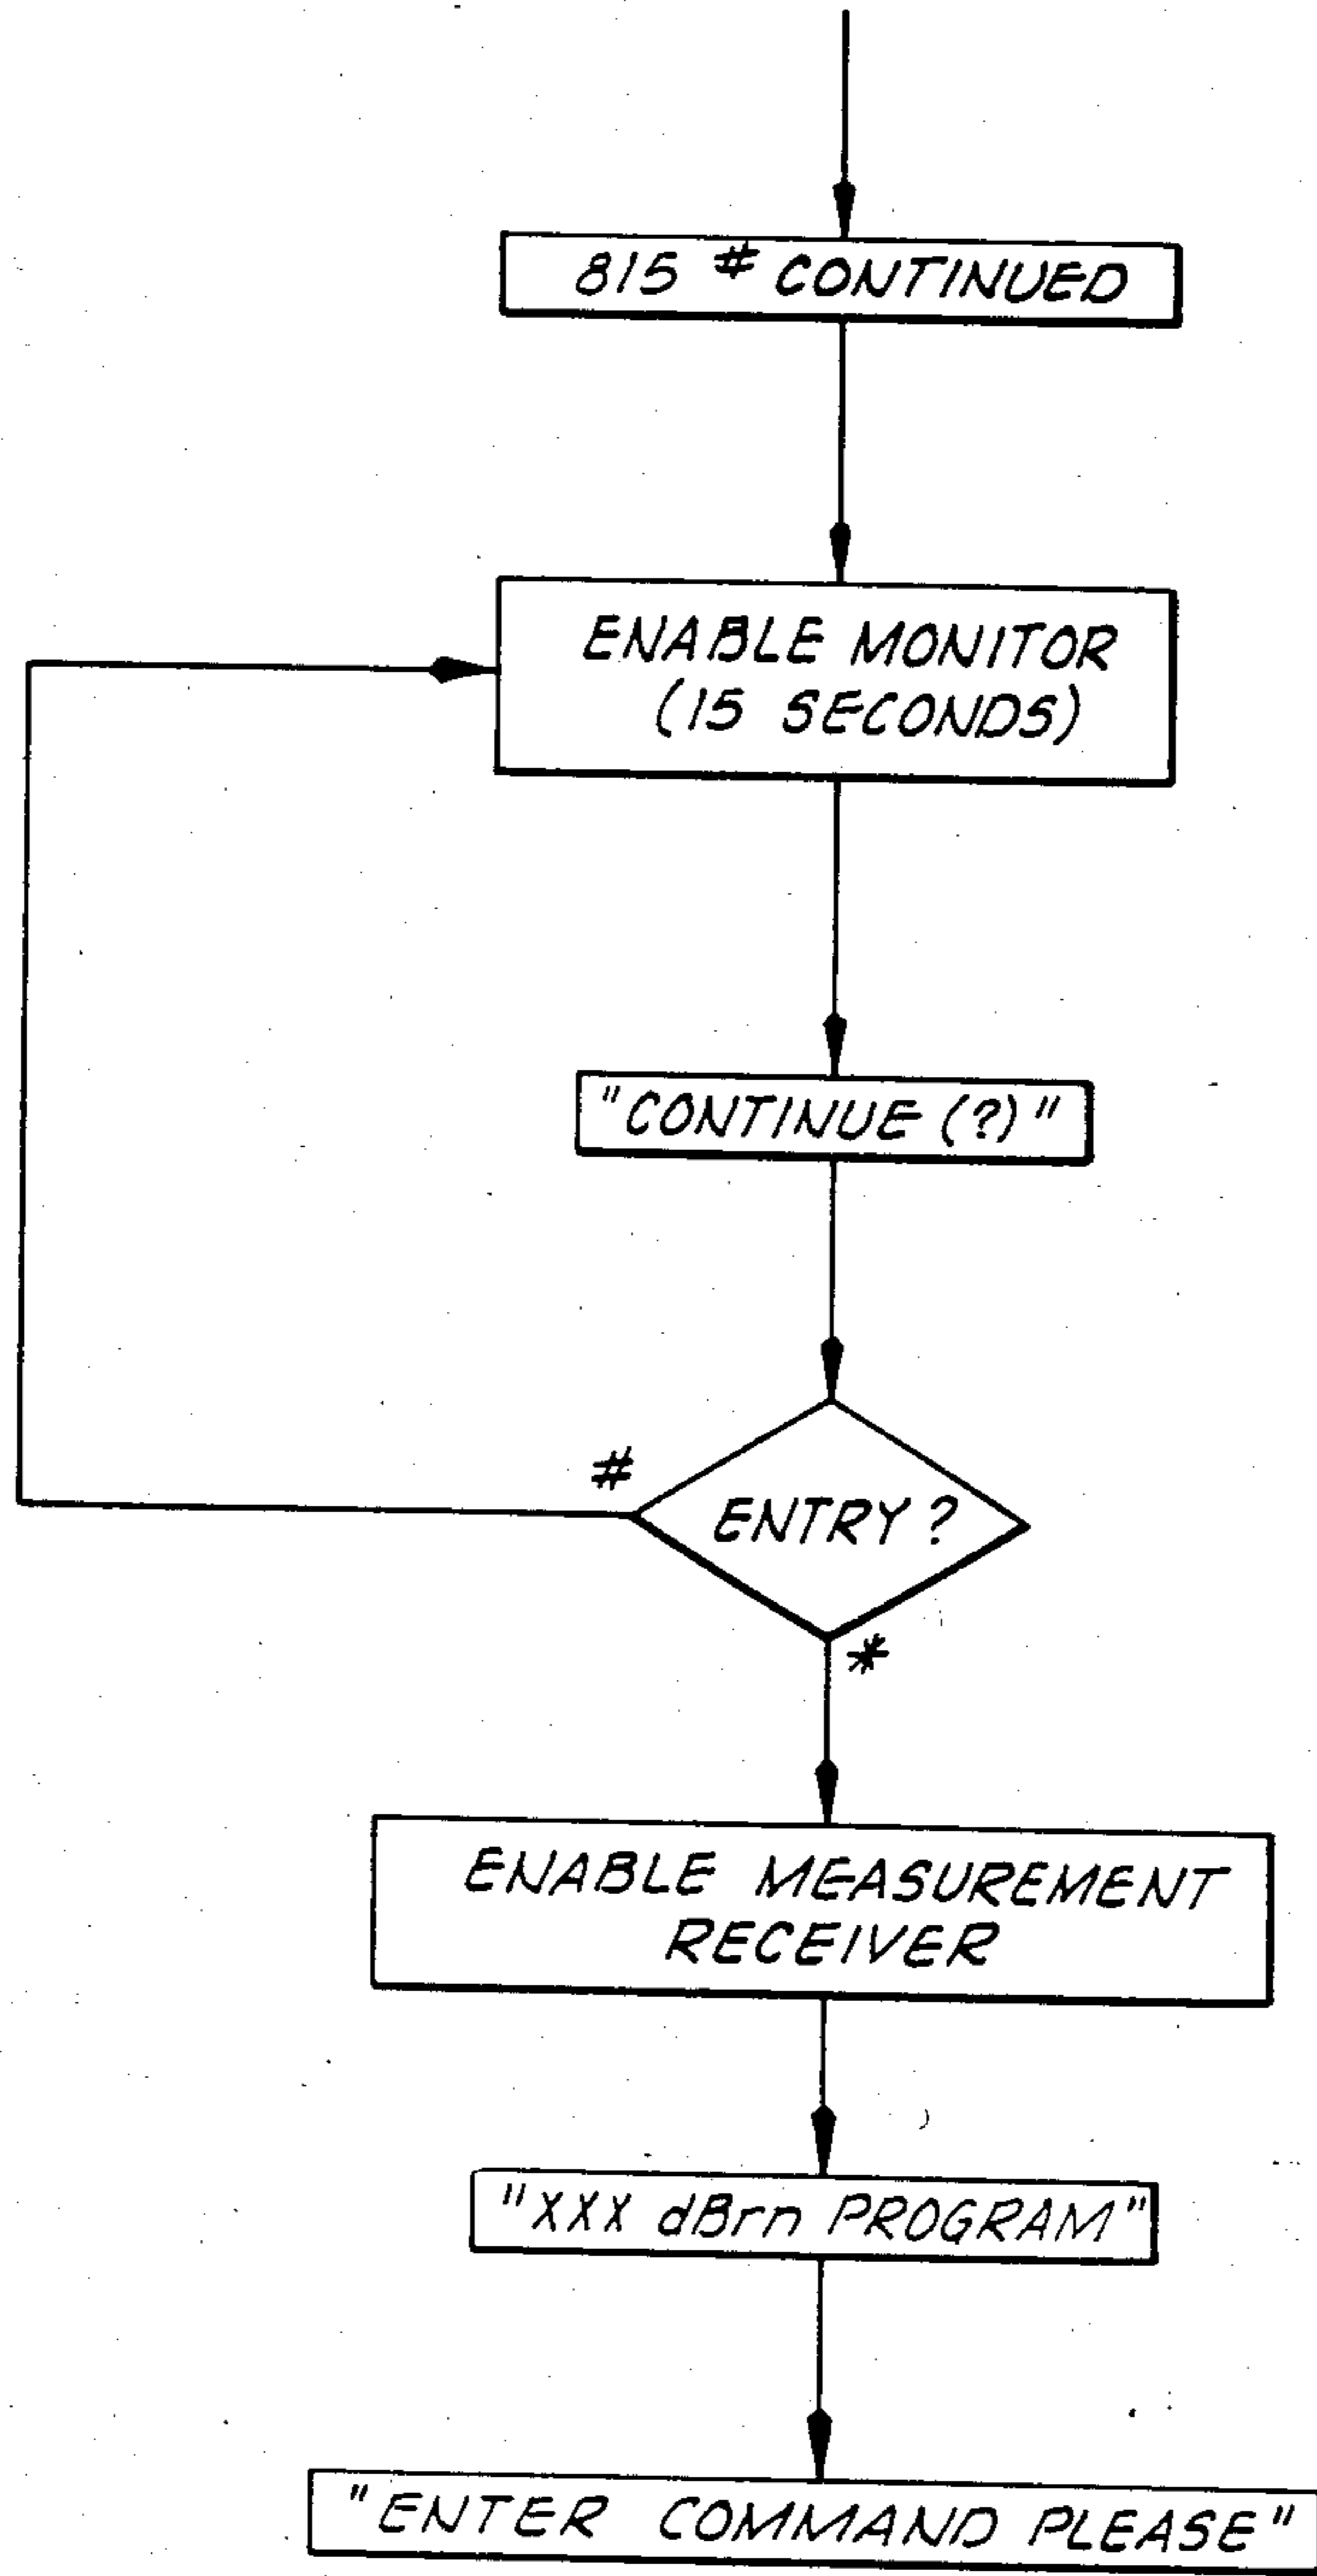 815 # CONTINUED
ENABLE MONITOR
(15 SECONDS)
"CONTINUE (?)"
#
ENTRY?
*
ENABLE MEASUREMENT
RECEIVER
"XXX dBrn PROGRAM"
"ENTER COMMAND PLEASE"